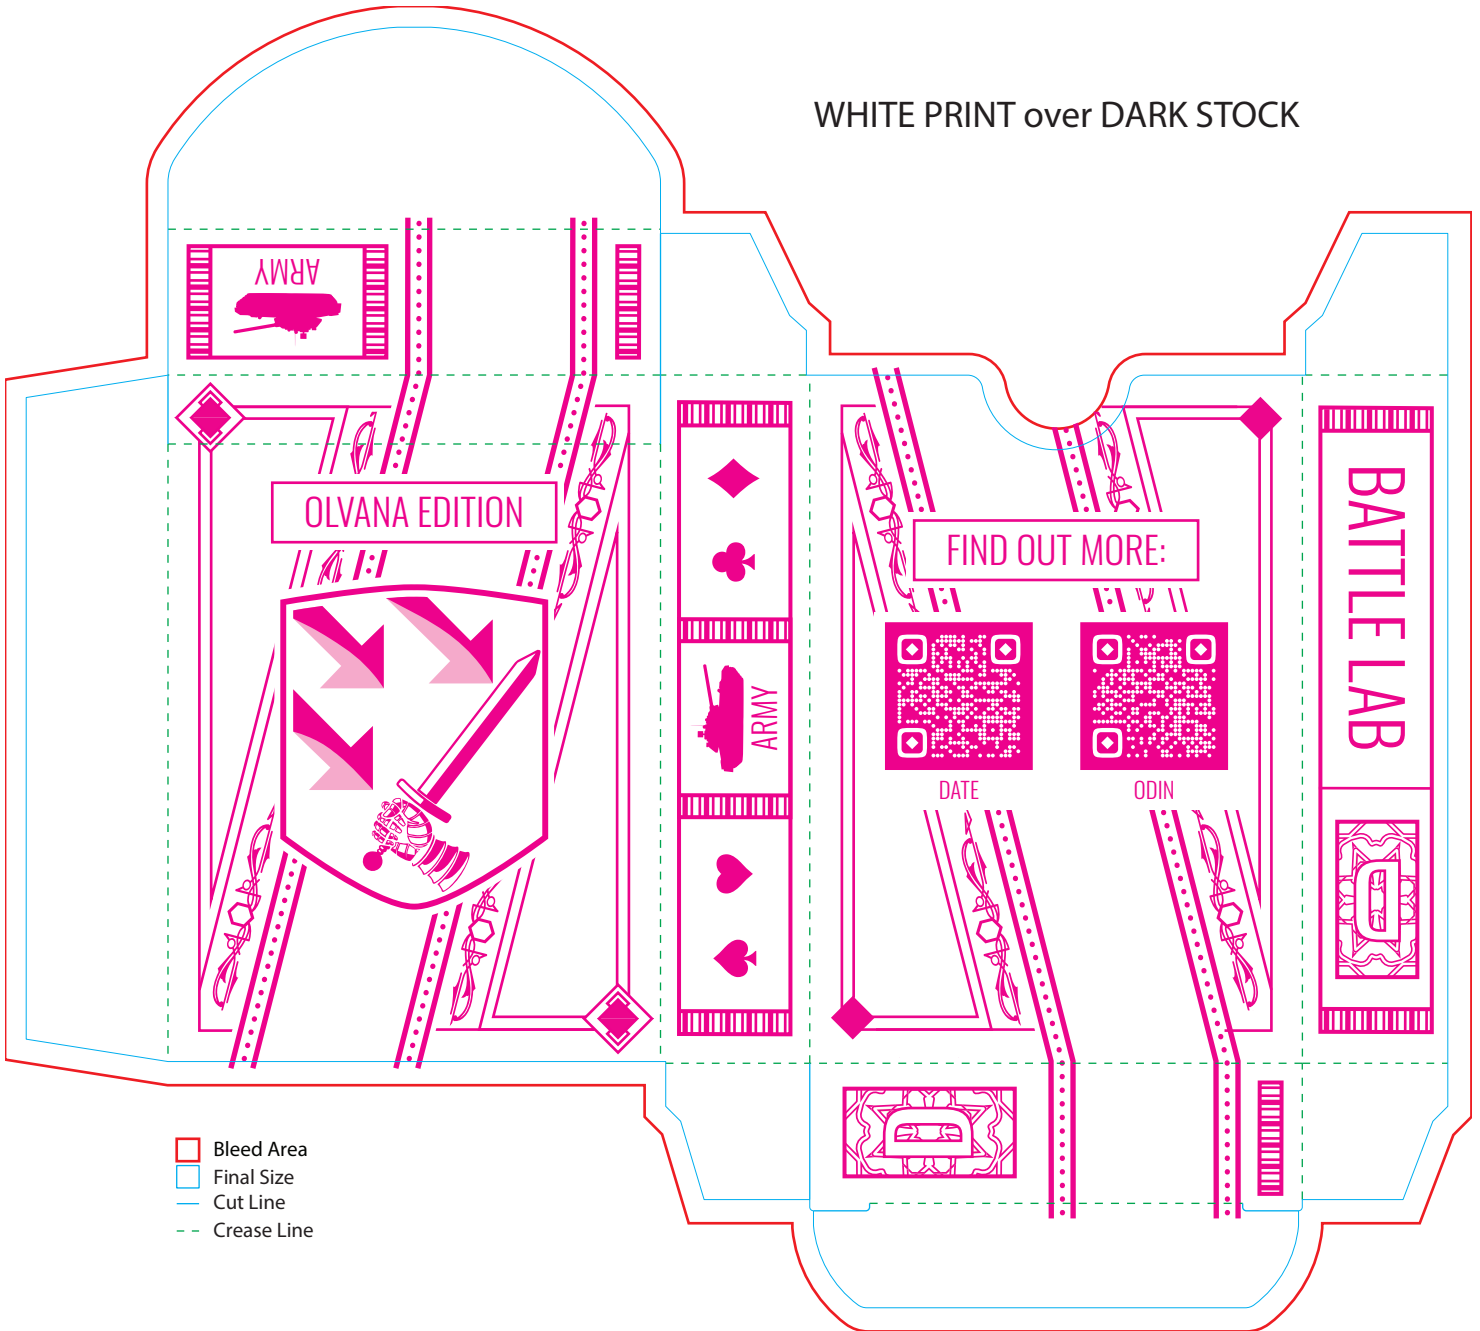 WHITE PRINT over DARK STOCK
ARMY
OLVANA EDITION
ARMY
FIND OUT MORE:
DATE
ODIN
BATTLE LAB
D
D
Bleed Area
Final Size
Cut Line
Crease Line